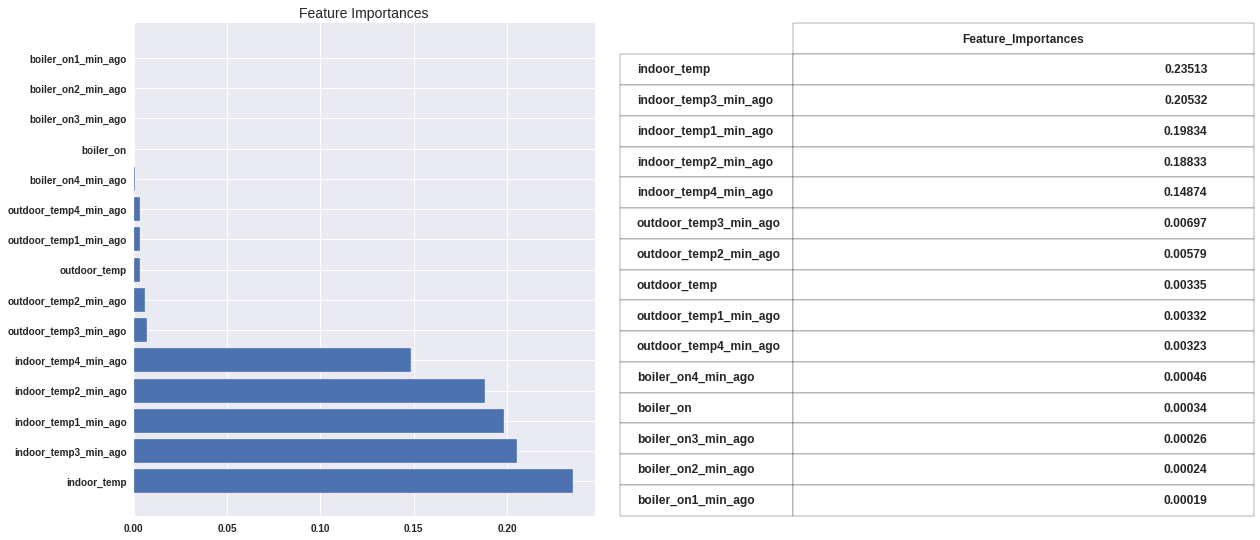 Feature Importances
boiler_on1_min_ago
boiler_on2_min_ago
boiler_on3_min_ago
boiler_on
boiler_on4_min_ago
outdoor_temp4_min_ago
outdoor_temp1_min_ago
outdoor_temp
outdoor_temp2_min_ago
outdoor_temp3_min_ago
indoor_temp4_min_ago
indoor_temp2_min_ago
indoor_temp1_min_ago
indoor_temp3_min_ago
indoor_temp
0.00 0.05 0.10 0.15 0.20
Feature_Importances
indoor_temp 0.23513
indoor_temp3_min_ago 0.20532
indoor_temp1_min_ago 0.19834
indoor_temp2_min_ago 0.18833
indoor_temp4_min_ago 0.14874
outdoor_temp3_min_ago 0.00697
outdoor_temp2_min_ago 0.00579
outdoor_temp 0.00335
outdoor_temp1_min_ago 0.00332
outdoor_temp4_min_ago 0.00323
boiler_on4_min_ago 0.00046
boiler_on 0.00034
boiler_on3_min_ago 0.00026
boiler_on2_min_ago 0.00024
boiler_on1_min_ago 0.00019